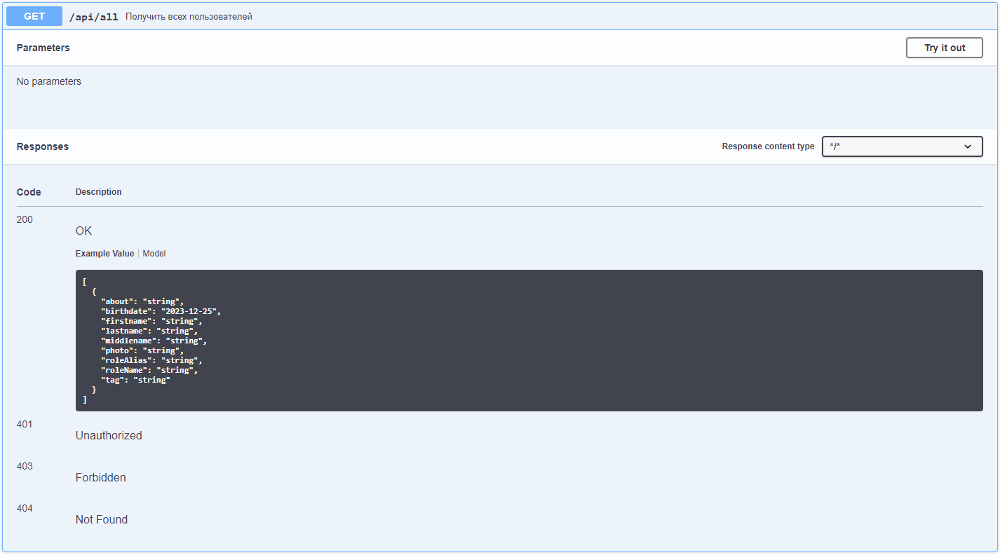 GET /api/all Получить всех пользователей
Parameters Try it out
No parameters
Responses Response content type */*
Code Description
200
OK
Example Value Model
[
  {
    "about": "string",
    "birthdate": "2023-12-25",
    "firstname": "string",
    "lastname": "string",
    "middlename": "string",
    "photo": "string",
    "roleAlias": "string",
    "roleName": "string",
    "tag": "string"
  }
]
401
Unauthorized
403
Forbidden
404
Not Found